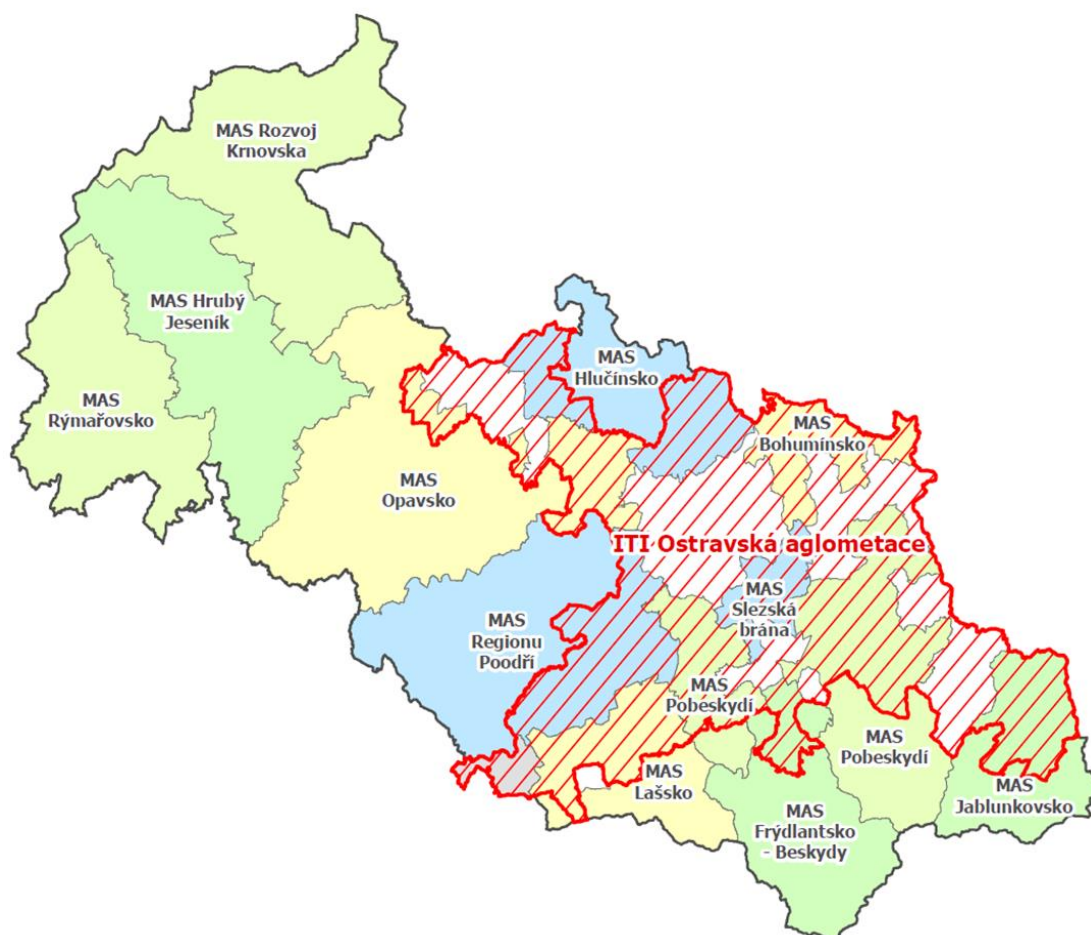 MAS Rozvoj
Krnovska
MAS Hrubý
Jeseník
MAS
Rýmařovsko
MAS
Hlučínsko
MAS
Bohumínsko
MAS
Opavsko
ITI Ostravská aglometace
MAS
Slezská
brána
MAS
Regionu
Poodří
MAS
Pobeskydí
MAS
Pobeskydí
MAS
Lašsko
MAS
Jablunkovsko
MAS
Frýdlantsko
- Beskydy